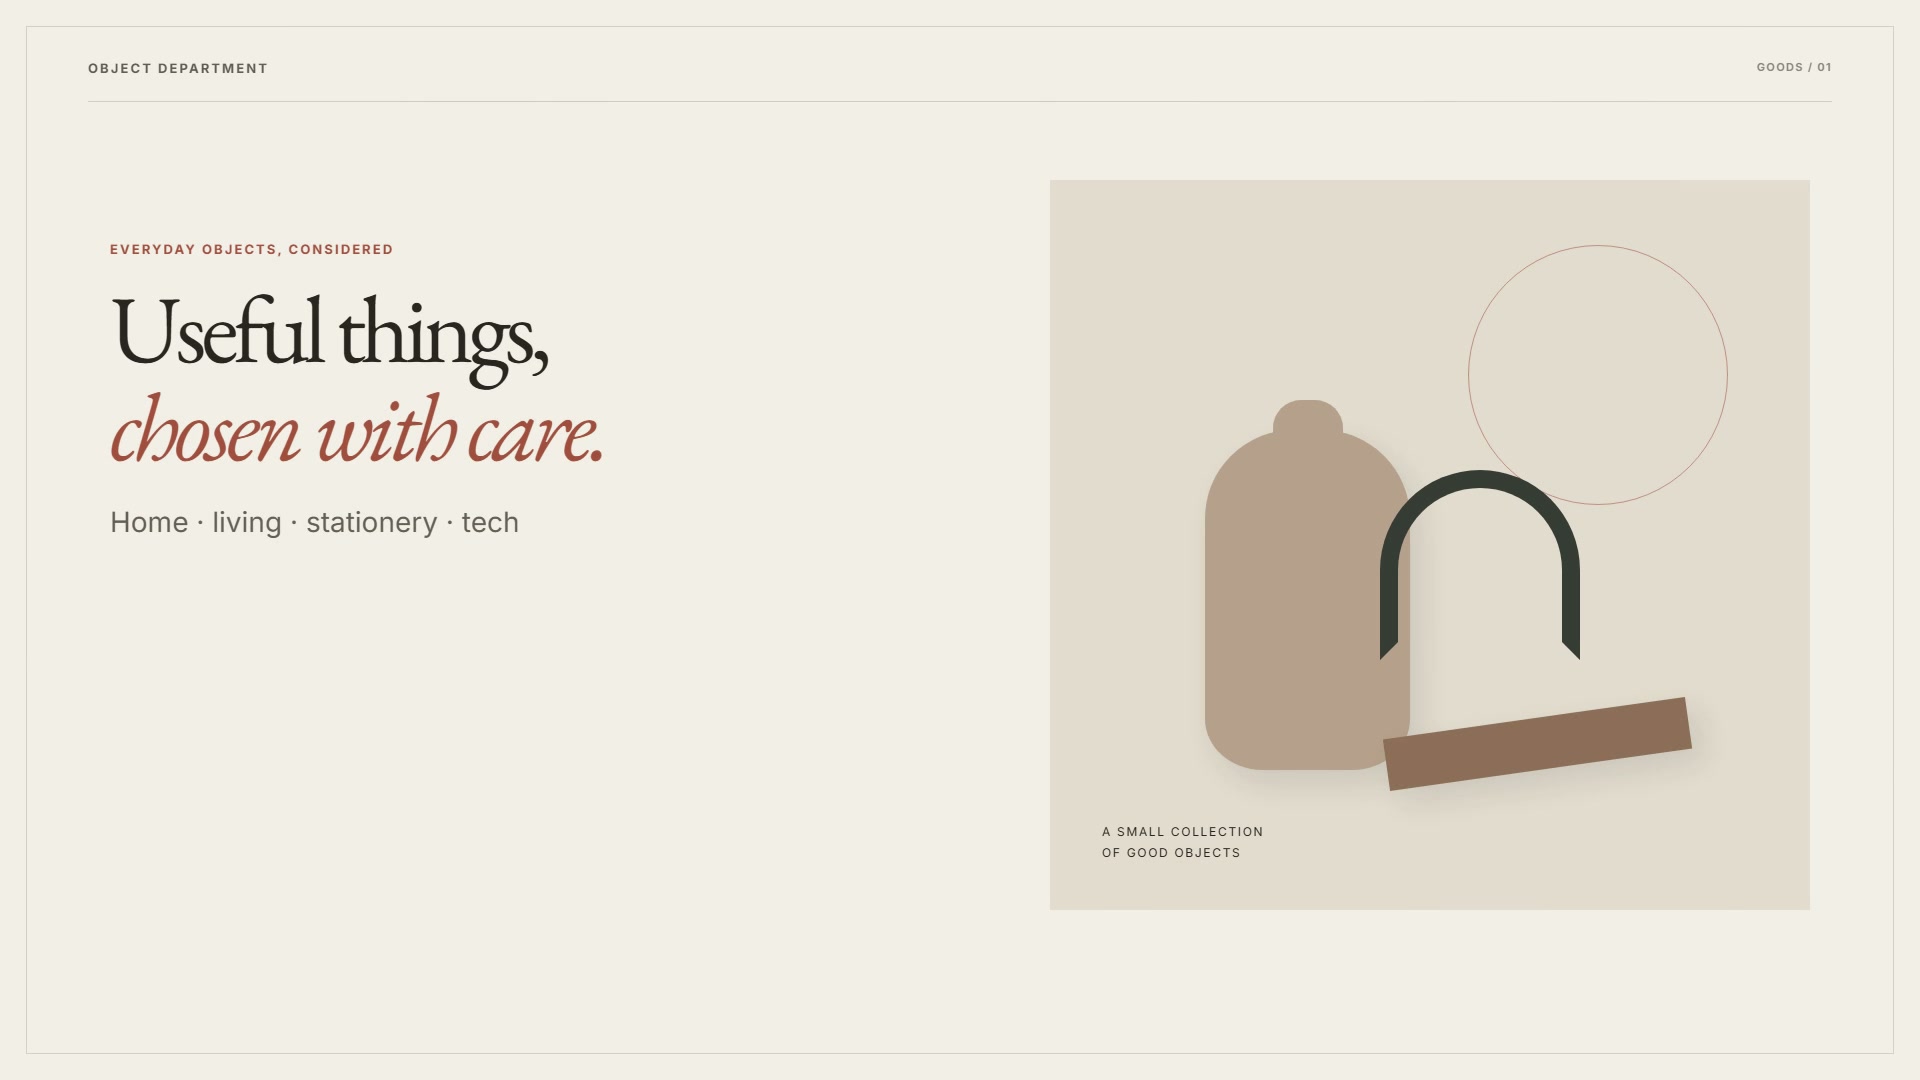 OBJECT DEPARTMENT
GOODS / 01
EVERYDAY OBJECTS, CONSIDERED
Useful things,
chosen with care.
Home · living · stationery · tech
A SMALL COLLECTION
OF GOOD OBJECTS